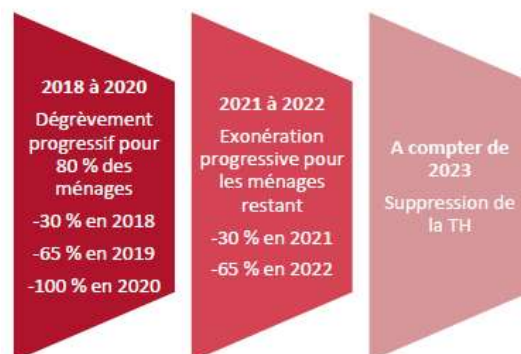 2018 à 2020
Dégrèvement
progressif pour
80 % des
ménages
-30 % en 2018
-65 % en 2019
-100 % en 2020
2021 à 2022
Exonération
progressive pour
les ménages
restant
-30 % en 2021
-65 % en 2022
A compter de
2023
Suppression de
la TH